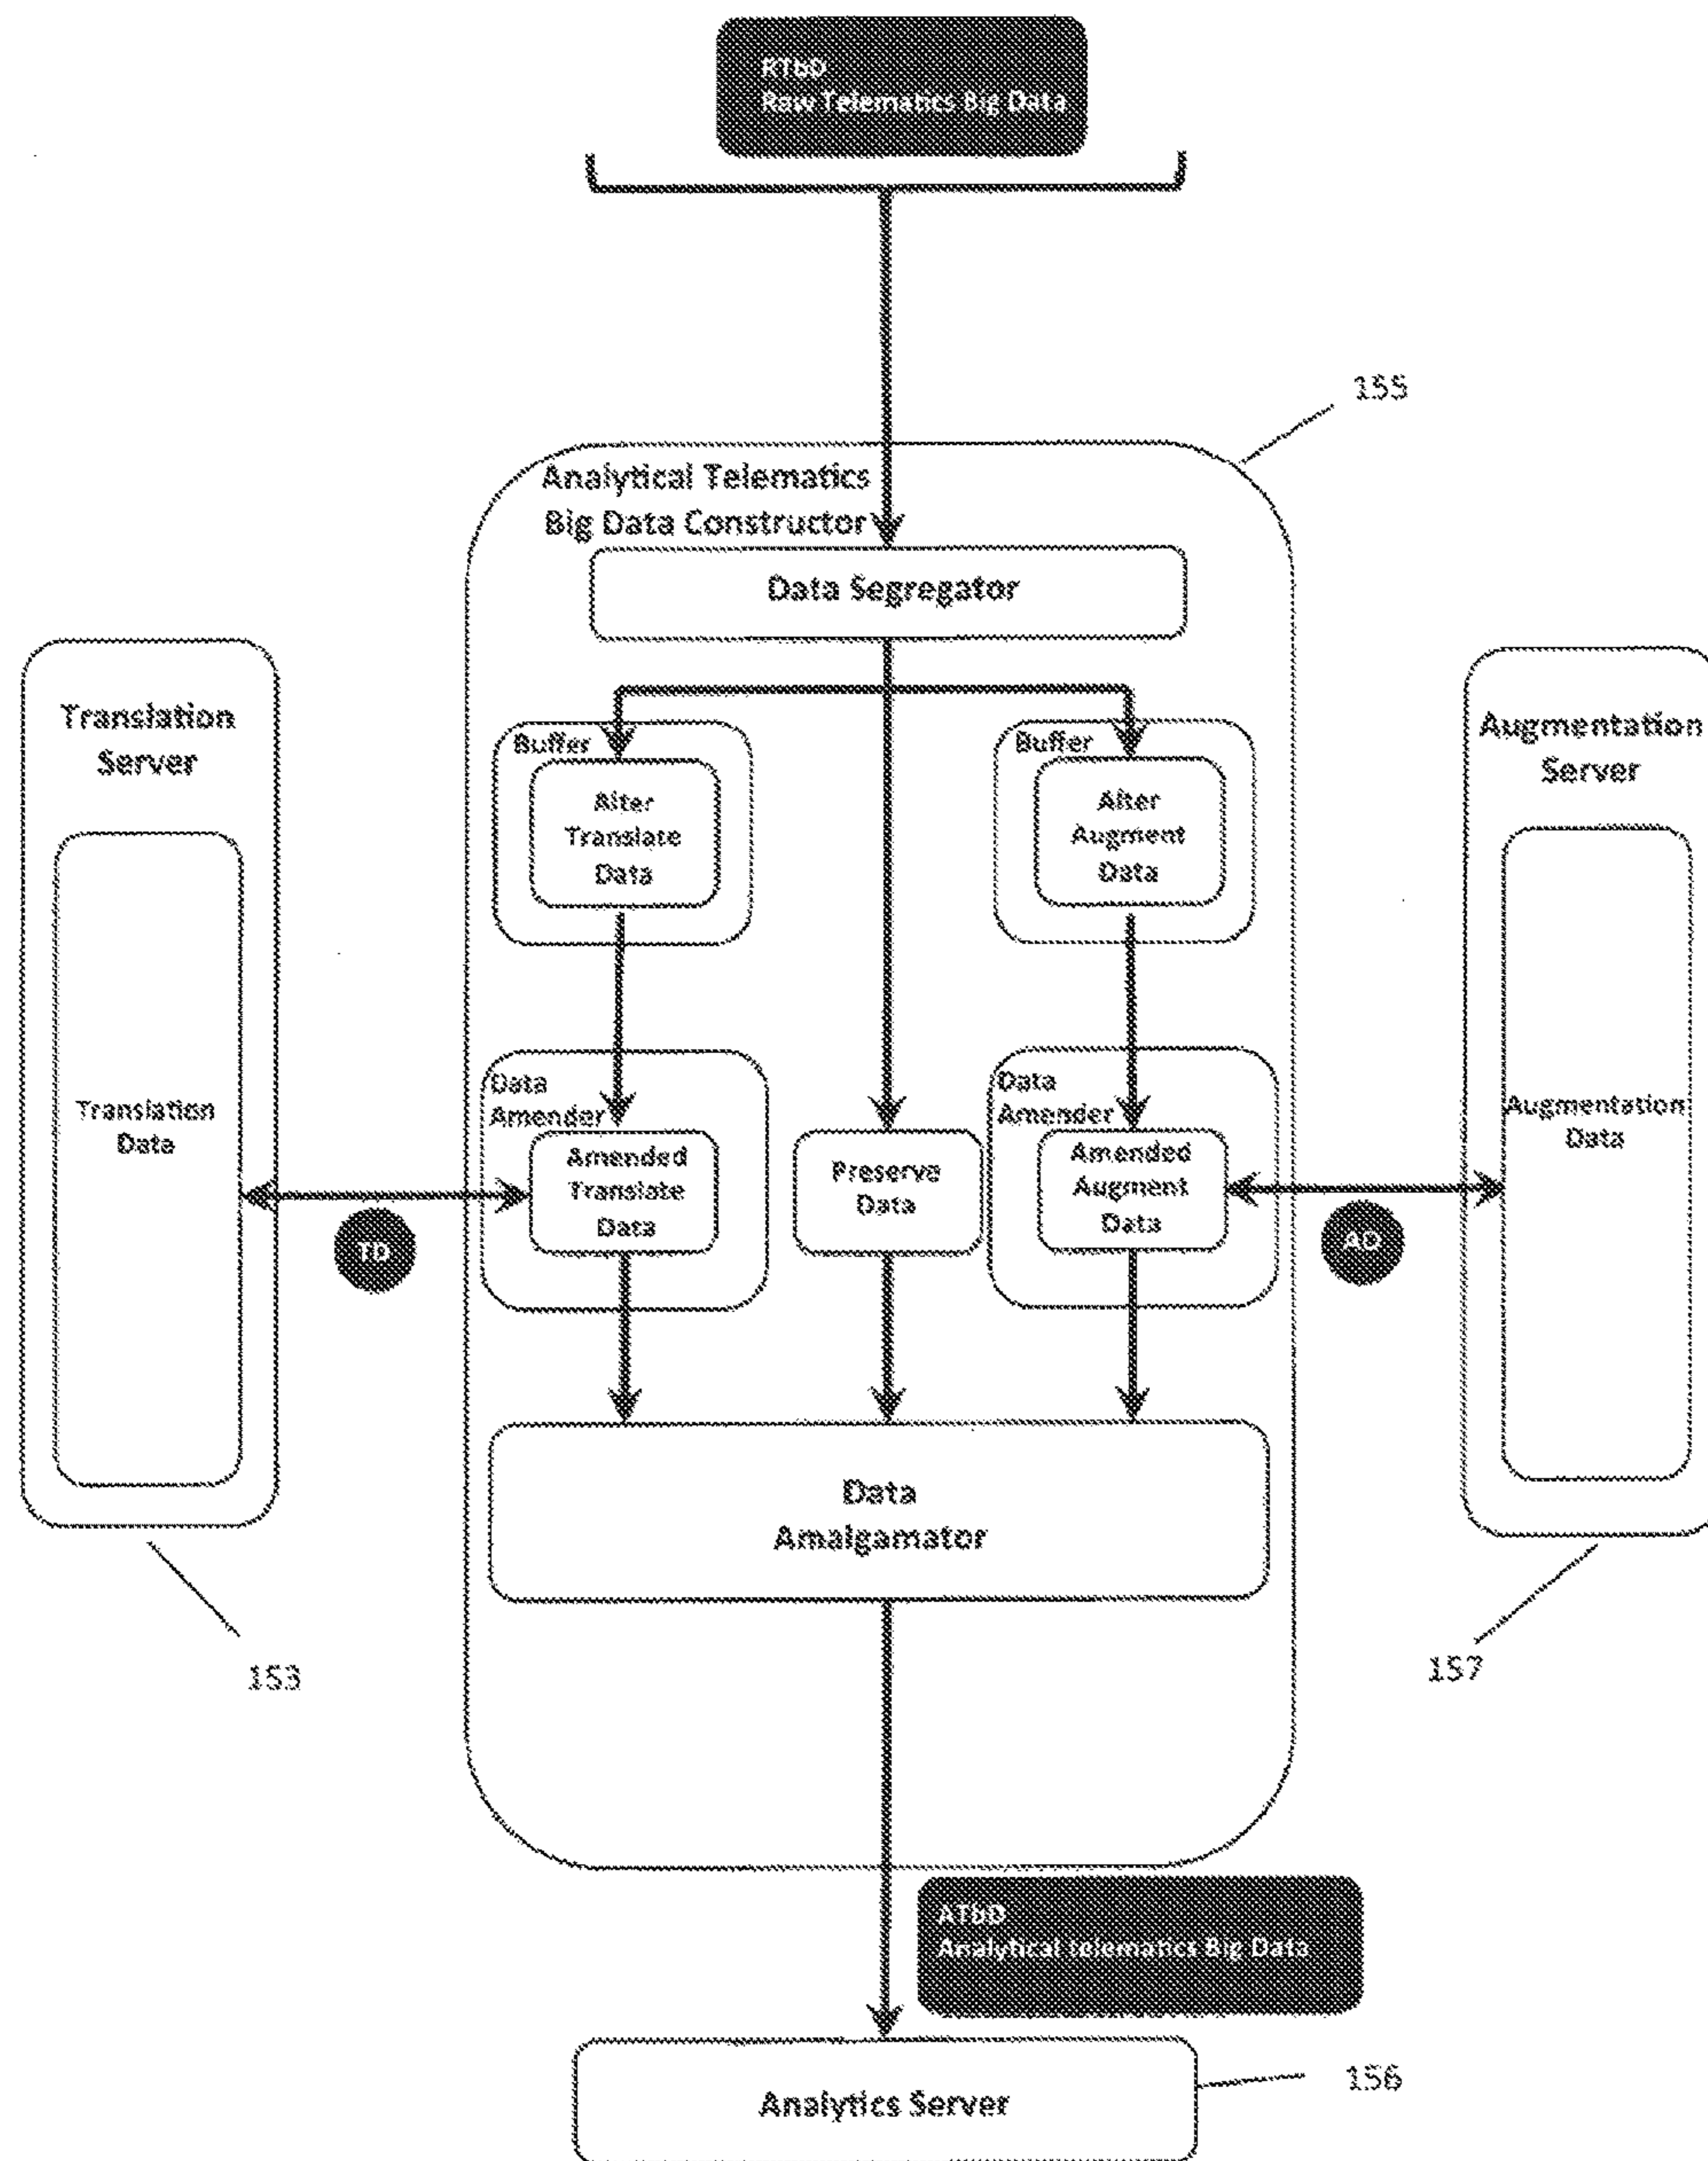 RTbD
Raw Telematics Big Data
155
Analytical Telematics
Big Data Constructor
Data Segregator
Translation
Server
Augmentation
Server
Buffer
Buffer
Alter
Translate
Data
Alter
Augment
Data
Translation
Data
Data
Amender
Amended
Translate
Data
Preserve
Data
Data
Amender
Amended
Augment
Data
Augmentation
Data
TD
AD
Data
Amalgamator
153
157
ATbD
Analytical telematics Big Data
Analytics Server
156